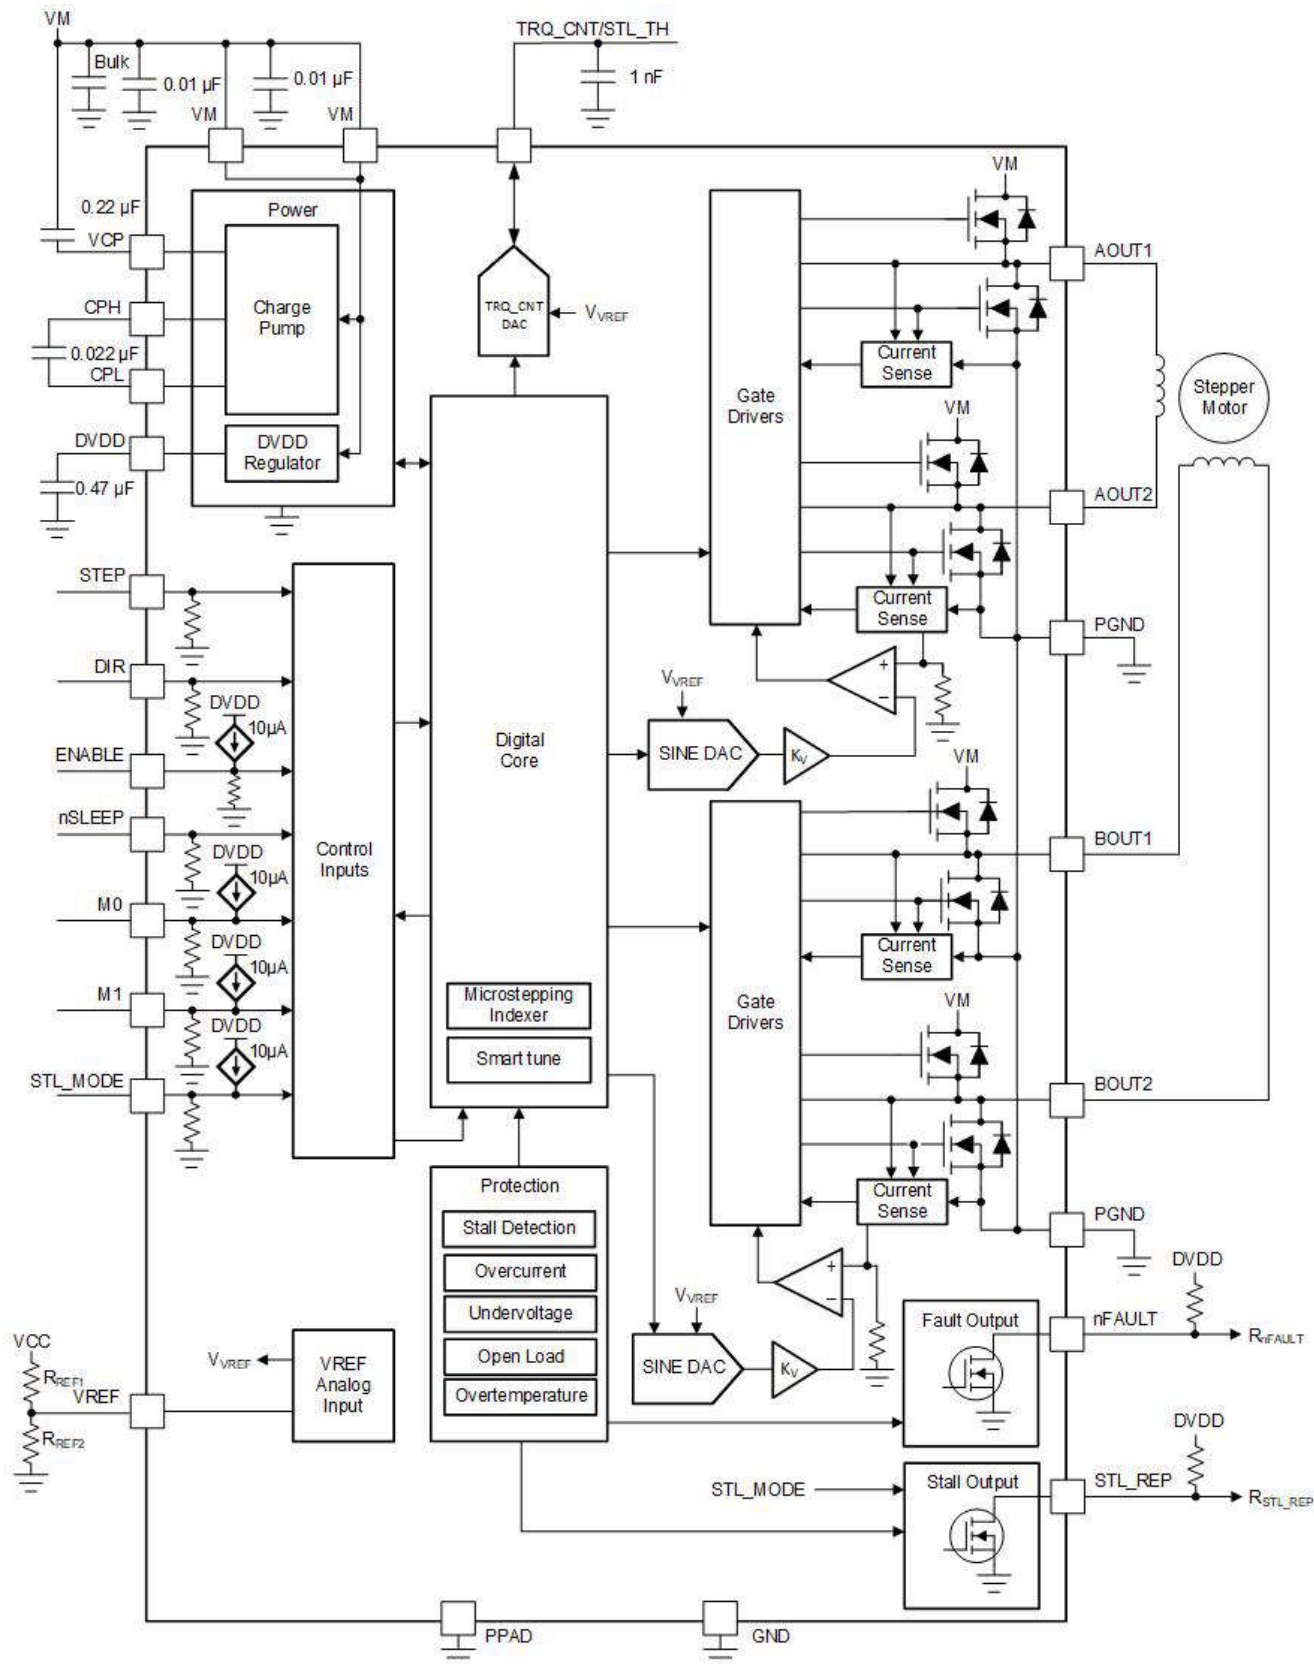 VM
TRQ_CNT/STL_TH
Bulk
0.01 µF
0.01 µF
1 nF
VM
VM
VM
Power
0.22 µF
VCP
AOUT1
CPH
Charge
Pump
TRQ_CNT
DAC
VVREF
0.022 µF
CPL
Current
Sense
Gate
Drivers
Stepper
Motor
VM
DVDD
DVDD
Regulator
0.47 µF
AOUT2
STEP
Current
Sense
PGND
DIR
VVREF
+
−
DVDD
10µA
Digital
Core
SINE DAC
KV
ENABLE
VM
nSLEEP
BOUT1
Control
Inputs
DVDD
10µA
M0
Current
Sense
DVDD
10µA
M1
Microstepping
Indexer
Gate
Drivers
VM
DVDD
10µA
Smart tune
STL_MODE
BOUT2
Protection
Current
Sense
PGND
Stall Detection
Overcurrent
+
−
DVDD
Undervoltage
VVREF
Fault Output
nFAULT
RnFAULT
VCC
RREF1
VREF
RREF2
VVREF
VREF
Analog
Input
Open Load
Overtemperature
SINE DAC
KV
DVDD
STL_MODE
Stall Output
STL_REP
RSTL_REP
PPAD
GND